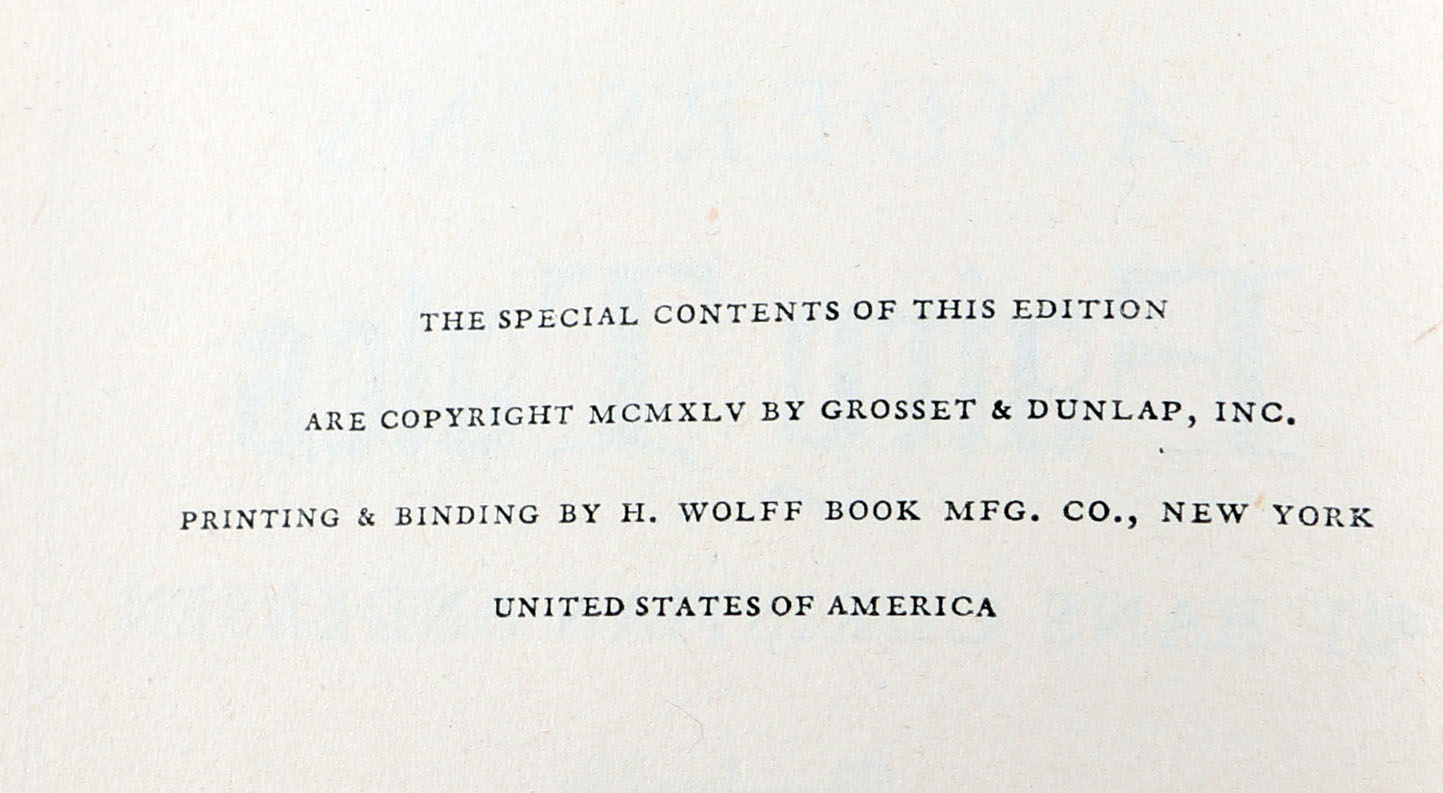 THE SPECIAL CONTENTS OF THIS EDITION
ARE COPYRIGHT MCMXLV BY GROSSET & DUNLAP, INC.
PRINTING & BINDING BY H. WOLFF BOOK MFG. CO., NEW YORK
UNITED STATES OF AMERICA